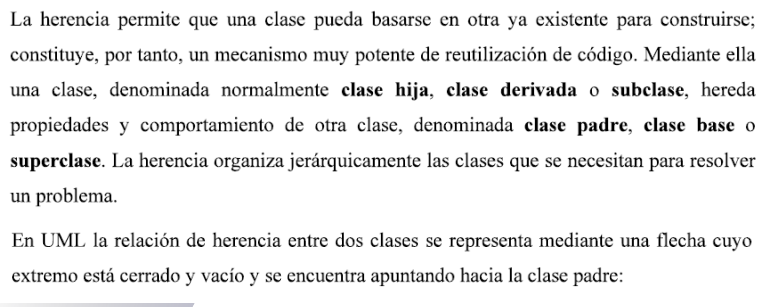 La herencia permite que una clase pueda basarse en otra ya existente para construirse;
constituye, por tanto, un mecanismo muy potente de reutilización de código. Mediante ella
una clase, denominada normalmente clase hija, clase derivada o subclase, hereda
propiedades y comportamiento de otra clase, denominada clase padre, clase base o
superclase. La herencia organiza jerárquicamente las clases que se necesitan para resolver
un problema.
En UML la relación de herencia entre dos clases se representa mediante una flecha cuyo
extremo está cerrado y vacío y se encuentra apuntando hacia la clase padre: